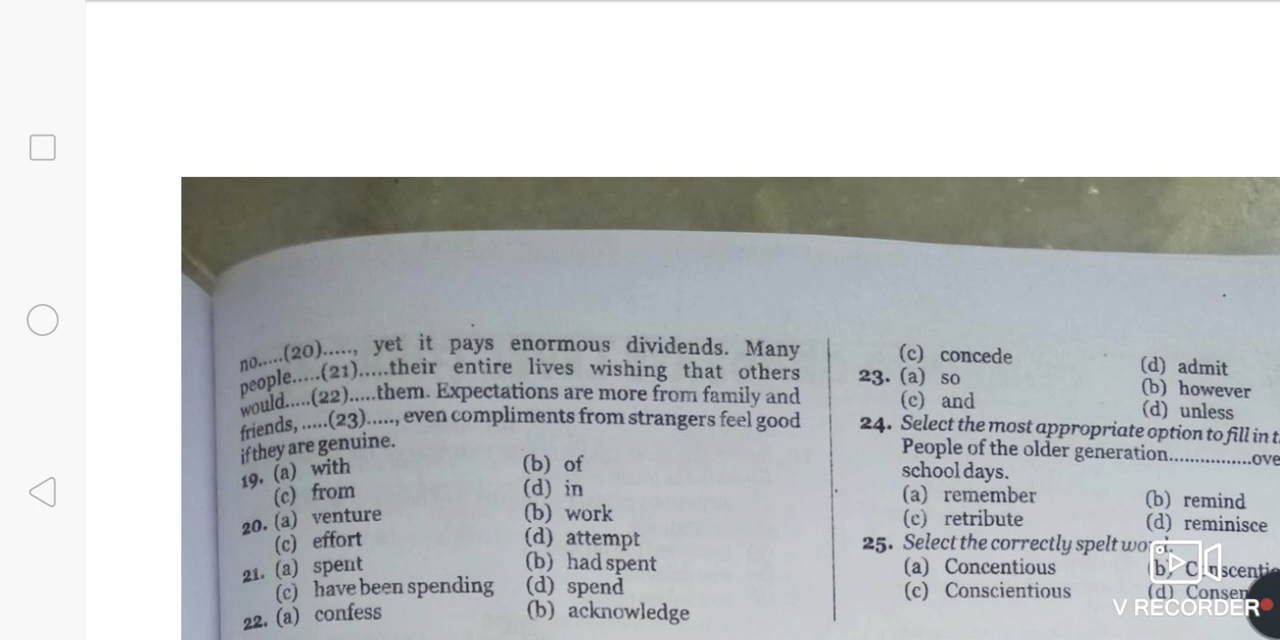 no.....(20)....., yet it pays enormous dividends. Many
people.....(21).....their entire lives wishing that others
would.....(22).....them. Expectations are more from family and
friends, .....(23)....., even compliments from strangers feel good
if they are genuine.
19. (a) with (b) of
(c) from (d) in
20. (a) venture (b) work
(c) effort (d) attempt
21. (a) spent (b) had spent
(c) have been spending (d) spend
22. (a) confess (b) acknowledge
(c) concede (d) admit
23. (a) so (b) however
(c) and (d) unless
24. Select the most appropriate option to fill in
People of the older generation................
school days.
(a) remember (b) remind
(c) retribute (d) reminisce
25. Select the correctly spelt
(a) Concentious (b)
(c) Conscientious (d)
V RECORDER